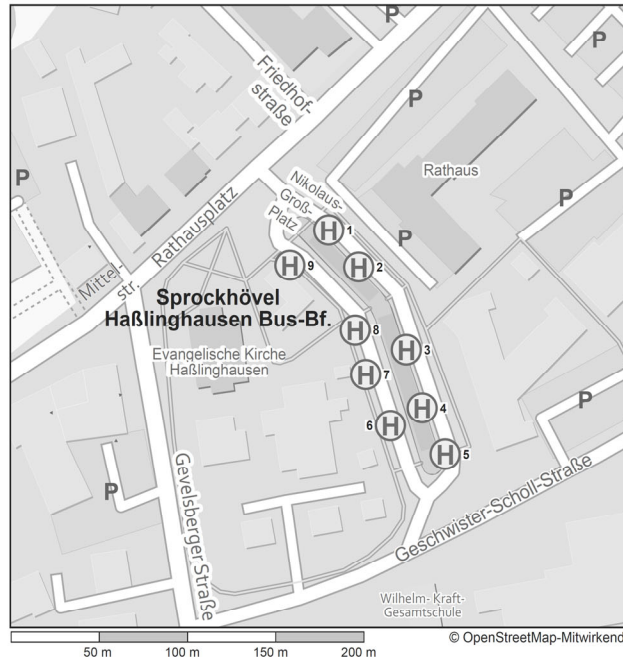 P
P
Friedhof-
straße
P
P
Rathaus
Nikolaus-
Groß-
Platz
P
Rathausplatz
Mittel-
str.
P
H 1
H 2
H 9
Sprockhövel
Haßlinghausen Bus-Bf.
H 8
H 3
Evangelische Kirche
Haßlinghausen
H 7
H 4
6 H
H 5
P
P
Gevelsberger Straße
Geschwister-Scholl-Straße
Wilhelm- Kraft-
Gesamtschule
50 m 100 m 150 m 200 m
© OpenStreetMap-Mitwirkend